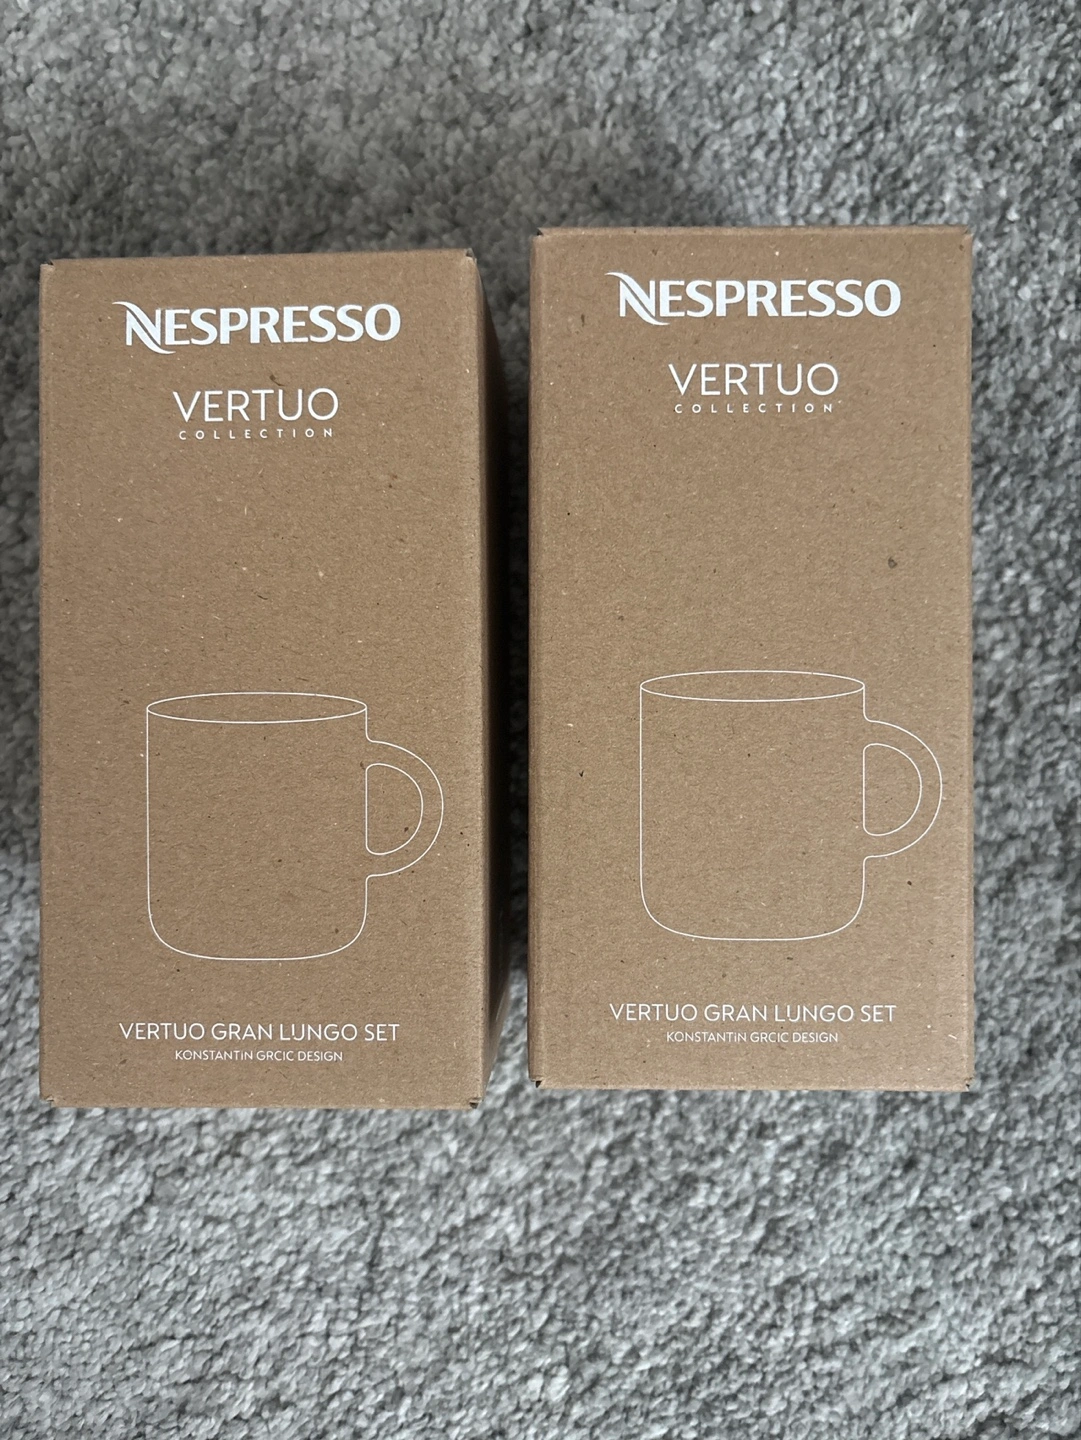 NESPRESSO
VERTUO
COLLECTION
VERTUO GRAN LUNGO SET
KONSTANTIN GRCIC DESIGN
NESPRESSO
VERTUO
COLLECTION
VERTUO GRAN LUNGO SET
KONSTANTIN GRCIC DESIGN